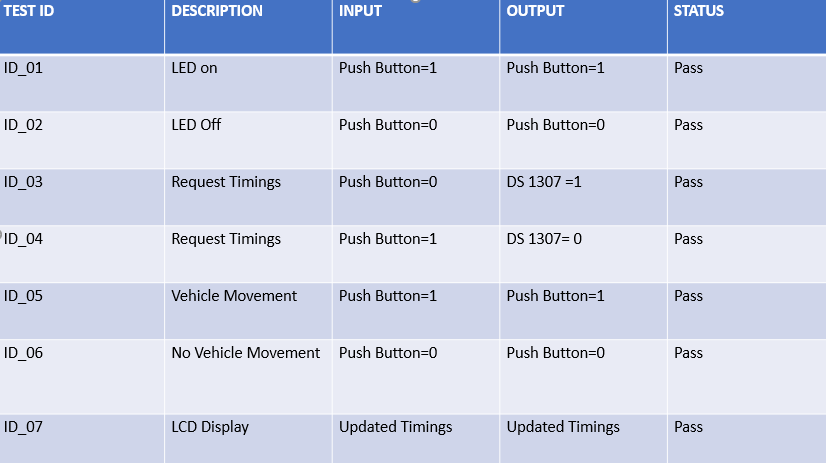 TEST ID DESCRIPTION INPUT OUTPUT STATUS
ID_01 LED on Push Button=1 Push Button=1 Pass
ID_02 LED Off Push Button=0 Push Button=0 Pass
ID_03 Request Timings Push Button=0 DS 1307 =1 Pass
ID_04 Request Timings Push Button=1 DS 1307= 0 Pass
ID_05 Vehicle Movement Push Button=1 Push Button=1 Pass
ID_06 No Vehicle Movement Push Button=0 Push Button=0 Pass
ID_07 LCD Display Updated Timings Updated Timings Pass